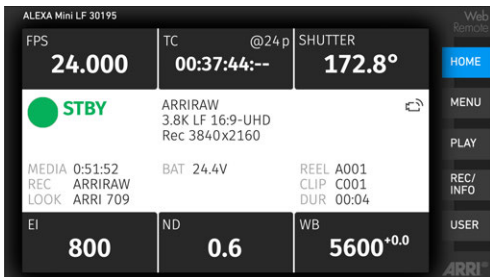 ALEXA Mini LF 30195
Web
Remote
FPS
24.000
TC @24p
00:37:44:--
SHUTTER
172.8°
HOME
MENU
PLAY
REC/
INFO
USER
STBY
ARRIRAW
3.8K LF 16:9-UHD
Rec 3840x2160
MEDIA 0:51:52
REC ARRIRAW
LOOK ARRI 709
BAT 24.4V
REEL A001
CLIP C001
DUR 00:04
EI
800
ND
0.6
WB
5600+0.0
ARRI®